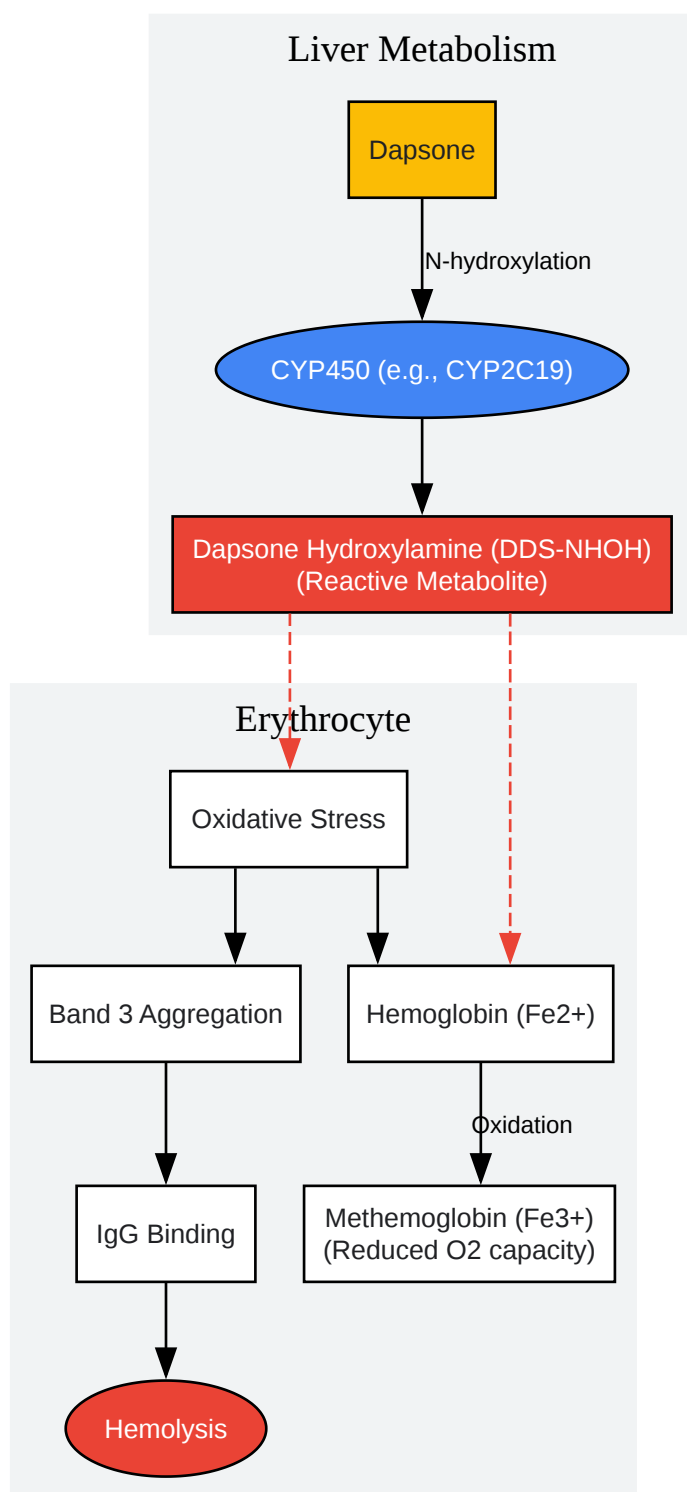 Liver Metabolism
Dapsone
N-hydroxylation
CYP450 (e.g., CYP2C19)
Dapsone Hydroxylamine (DDS-NHOH)
(Reactive Metabolite)
Erythrocyte
Oxidative Stress
Band 3 Aggregation
Hemoglobin (Fe2+)
Oxidation
IgG Binding
Methemoglobin (Fe3+)
(Reduced O2 capacity)
Hemolysis